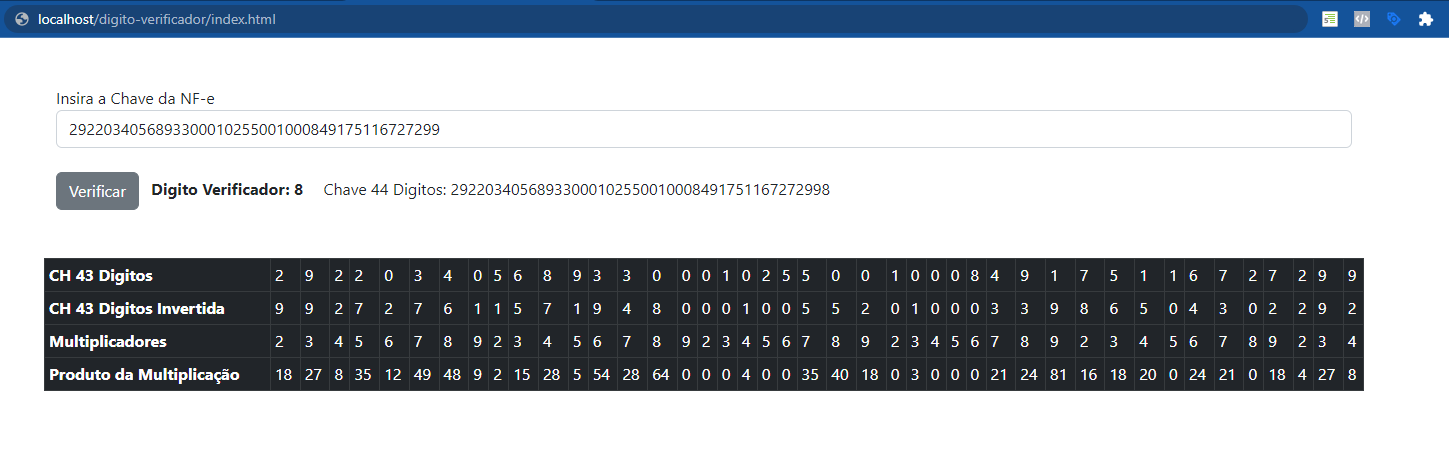 localhost/digito-verificador/index.html
Insira a Chave da NF-e
2922034056893300010255001000849175116727299
Verificar Digito Verificador: 8 Chave 44 Digitos: 29220340568933000102550010008491751167272998
CH 43 Digitos 2 9 2 2 0 3 4 0 5 6 8 9 3 3 0 0 0 1 0 2 5 5 0 0 1 0 0 0 8 4 9 1 7 5 1 1 6 7 2 7 2 9 9
CH 43 Digitos Invertida 9 9 2 7 2 7 6 1 1 5 7 1 9 4 8 0 0 0 1 0 0 5 5 2 0 1 0 0 0 3 3 9 8 6 5 0 4 3 0 2 2 9 2
Multiplicadores 2 3 4 5 6 7 8 9 2 3 4 5 6 7 8 9 2 3 4 5 6 7 8 9 2 3 4 5 6 7 8 9 2 3 4 5 6 7 8 9 2 3 4
Produto da Multiplicação 18 27 8 35 12 49 48 9 2 15 28 5 54 28 64 0 0 0 4 0 0 35 40 18 0 3 0 0 0 21 24 81 16 18 20 0 24 21 0 18 4 27 8